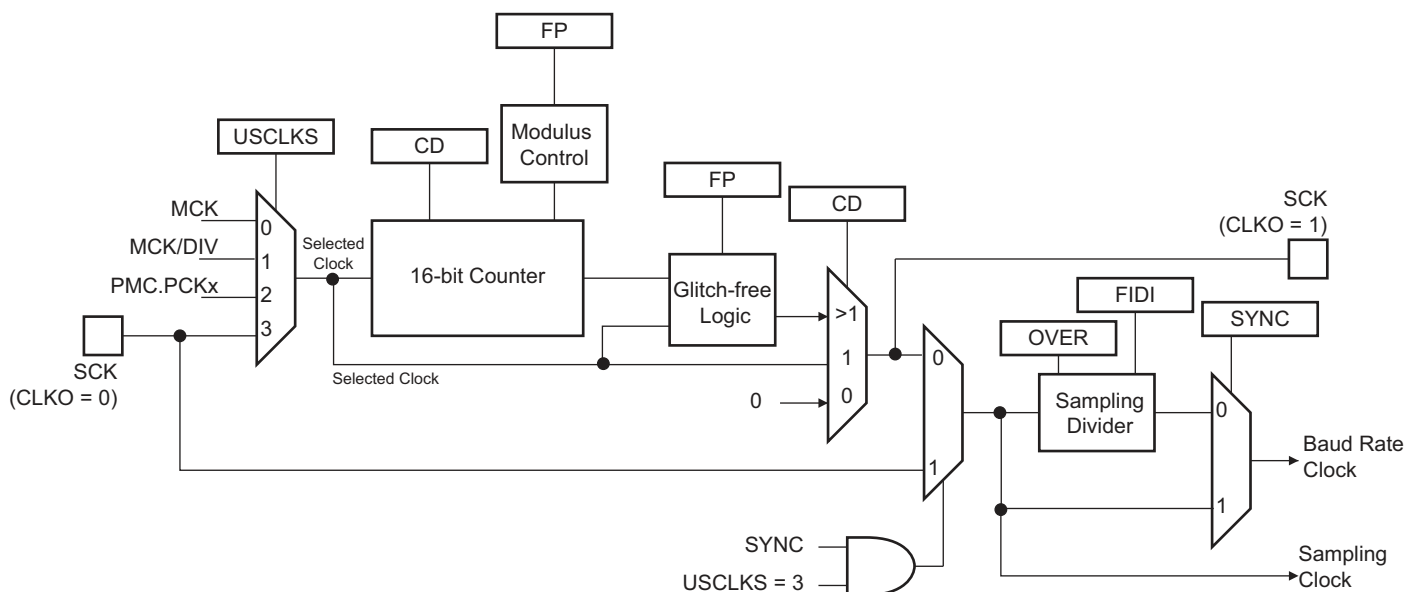 FP
USCLKS
CD
Modulus
Control
FP
CD
SCK
(CLKO = 1)
MCK
0
MCK/DIV
1
PMC.PCKx
2
3
Selected
Clock
16-bit Counter
Glitch-free
Logic
>1
1
0
0
FIDI
OVER
SYNC
SCK
(CLKO = 0)
Selected Clock
0
1
Sampling
Divider
0
1
Baud Rate
Clock
SYNC
USCLKS = 3
Sampling
Clock